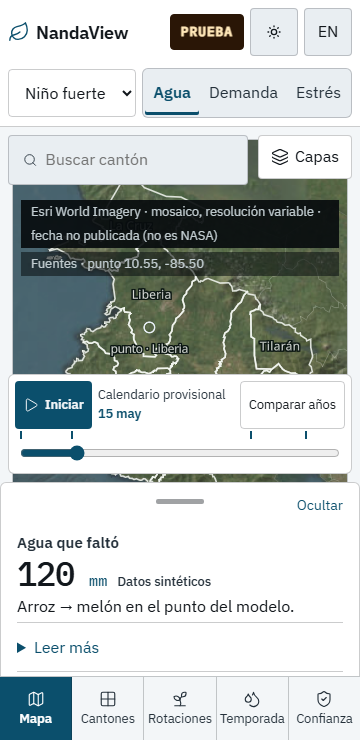 NandaView
PRUEBA
EN
Niño fuerte
Agua
Demanda
Estrés
Buscar cantón
Capas
Esri World Imagery · mosaico, resolución variable ·
fecha no publicada (no es NASA)
Fuentes · punto 10.55, -85.50
Liberia
punto · Liberia
Tilarán
Iniciar
Calendario provisional
15 may
Comparar años
Ocultar
Agua que faltó
120 mm Datos sintéticos
Arroz → melón en el punto del modelo.
Leer más
Mapa
Cantones
Rotaciones
Temporada
Confianza